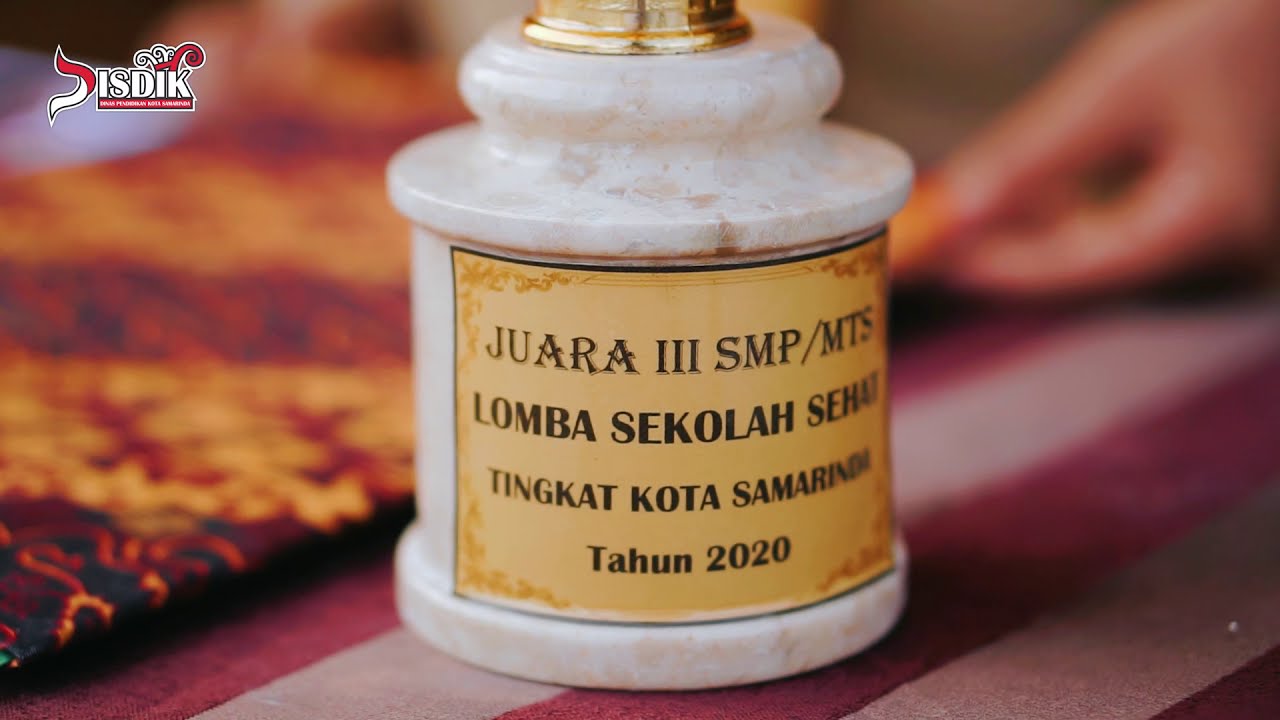 DISDIK
DINAS PENDIDIKAN KOTA SAMARINDA
JUARA III SMP/MTS
LOMBA SEKOLAH SEHAT
TINGKAT KOTA SAMARINDA
Tahun 2020